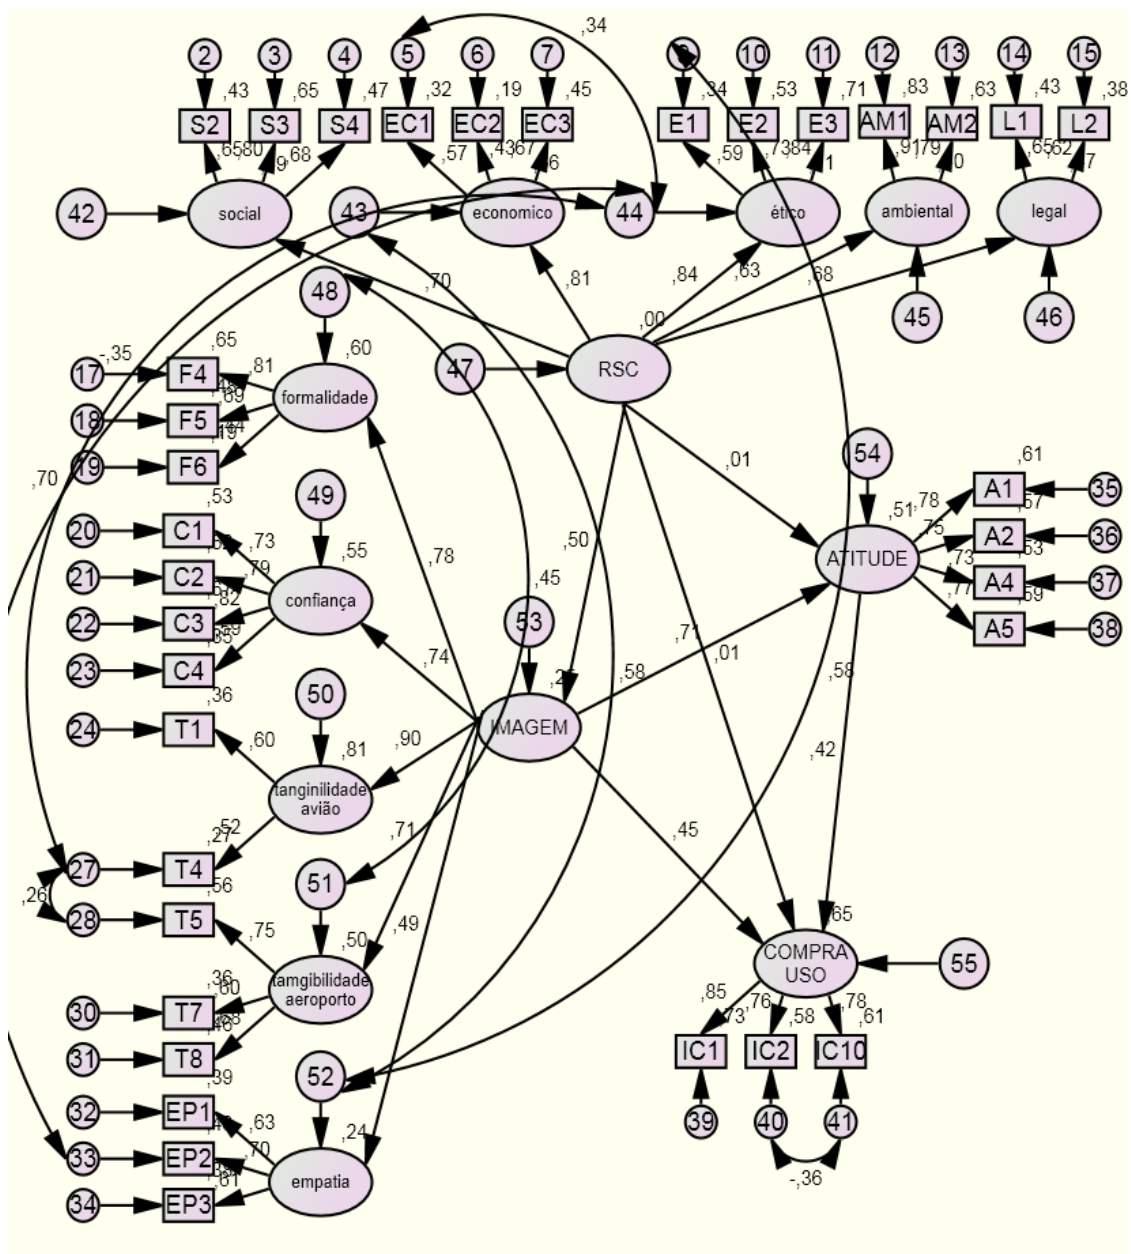 ,34
2 3 4 5 6 7 10 11 12 13 14 15
,43 ,65 ,47 ,32 ,19 ,45 ,34 ,53 ,71 ,83 ,63 ,43 ,38
S2 S3 S4 EC1 EC2 EC3 E1 E2 E3 AM1 AM2 L1 L2
,57 ,59
42 social 43 economico 44 ético ambiental legal
,70 ,81 ,84 ,63 ,68
48 ,00 45 46
-,35 ,65 ,60
17 F4 ,81 47 RSC
formalidade
18 F5 ,69
19 F6
,70 ,01 54
49 ,61
,53 A1 35
20 C1 ,73 ,55 ,78 ,50 ,51 ,78
A2 36
,75
21 C2 ,79 ,45 ATITUDE ,73 A4 37
confiança
22 C3 ,82 53 A5 38
23 C4 ,74 ,71 ,01 ,58 ,58
,36 50
24 T1 ,60 ,81 ,90 IMAGEM
,42
tanginilidade
avião
,71 ,45
27 T4 51
,26 ,56
28 T5 ,75 ,50 ,49
,65
COMPRA
USO
55
tamgibilidade
aeroporto
30 T7 ,85 ,76 ,78
,73 ,58 ,61
31 T8 IC1 IC2 IC10
,39 52
32 EP1 ,63 ,24 39 40 41
33 EP2 ,70 -,36
empatia
34 EP3 ,61